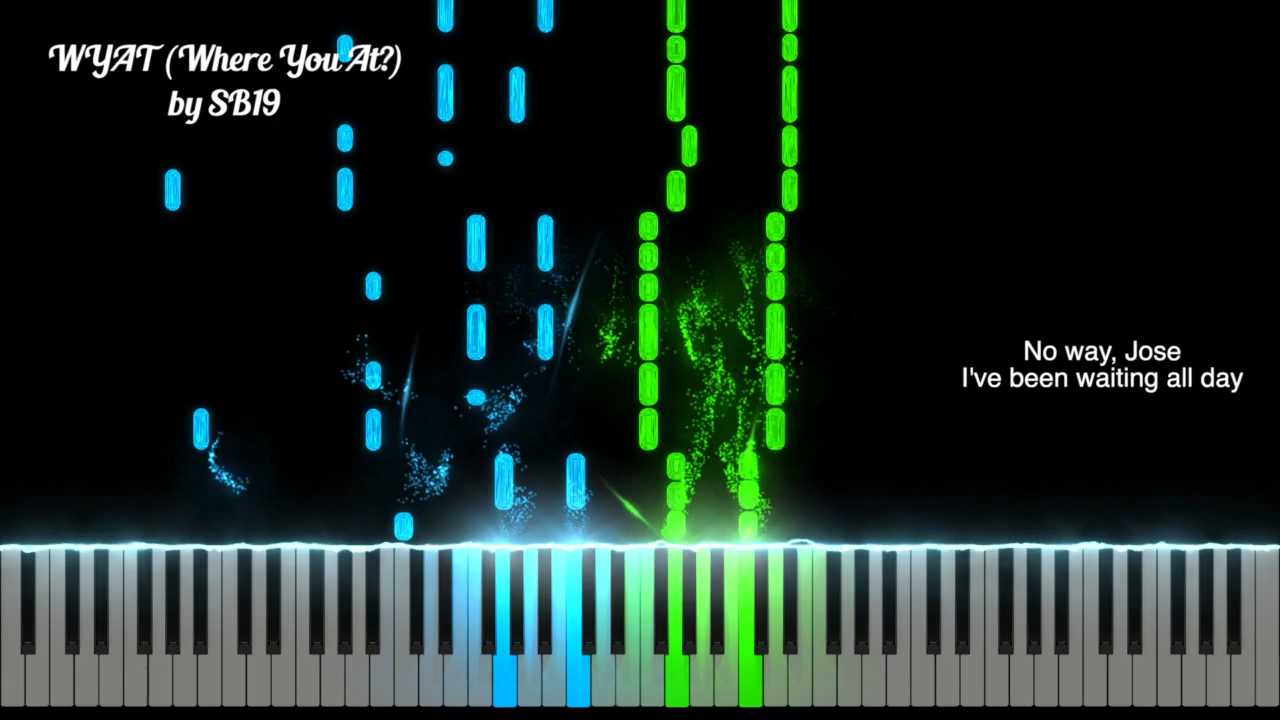 WYAT (Where You At?)
by SB19
No way, Jose
I've been waiting all day